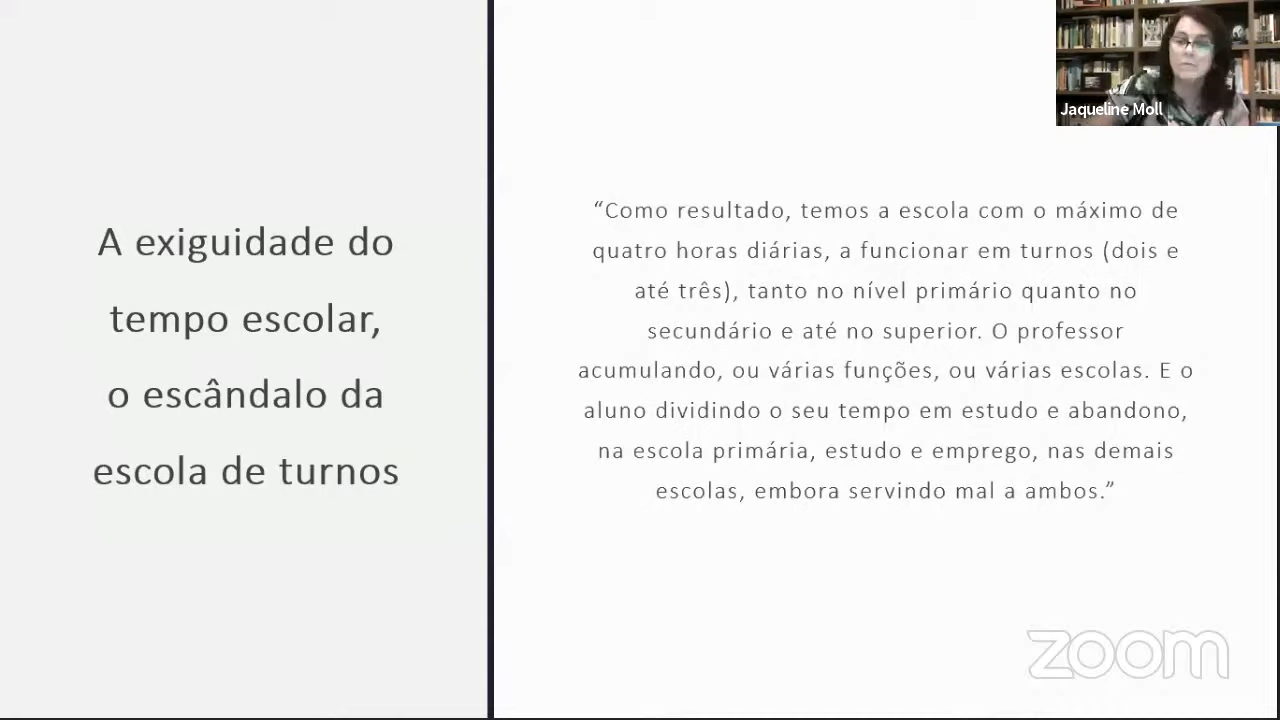 A exiguidade do
tempo escolar,
o escândalo da
escola de turnos
Jaqueline Moll
“Como resultado, temos a escola com o máximo de
quatro horas diárias, a funcionar em turnos (dois e
até três), tanto no nível primário quanto no
secundário e até no superior. O professor
acumulando, ou várias funções, ou várias escolas. E o
aluno dividindo o seu tempo em estudo e abandono,
na escola primária, estudo e emprego, nas demais
escolas, embora servindo mal a ambos.”
zoom